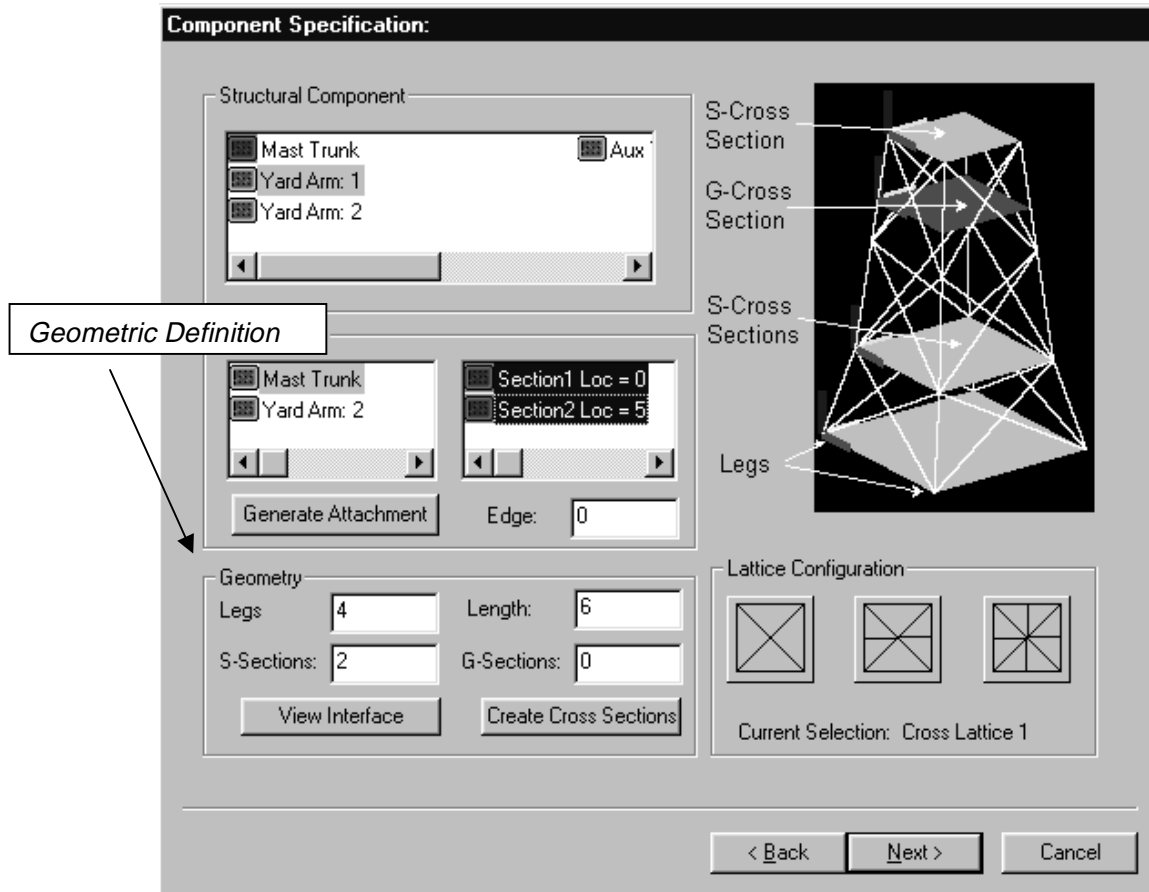 Component Specification:
Structural Component
Mast Trunk
Aux
Yard Arm: 1
Yard Arm: 2
S-Cross
Section
G-Cross
Section
S-Cross
Sections
Legs
Geometric Definition
Mast Trunk
Yard Arm: 2
Section1 Loc = 0
Section2 Loc = 5
Generate Attachment
Edge: 0
Geometry
Legs 4
Length: 6
S-Sections: 2
G-Sections: 0
View Interface
Create Cross Sections
Lattice Configuration
Current Selection: Cross Lattice 1
< Back
Next >
Cancel